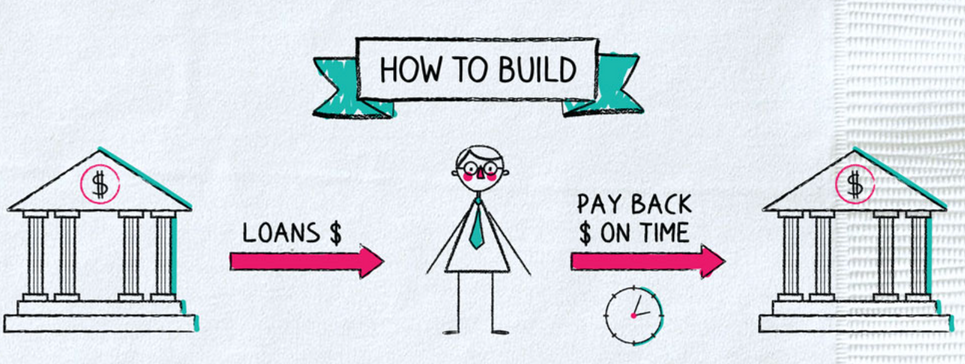 HOW TO BUILD
$
LOANS $
PAY BACK
$ ON TIME
$